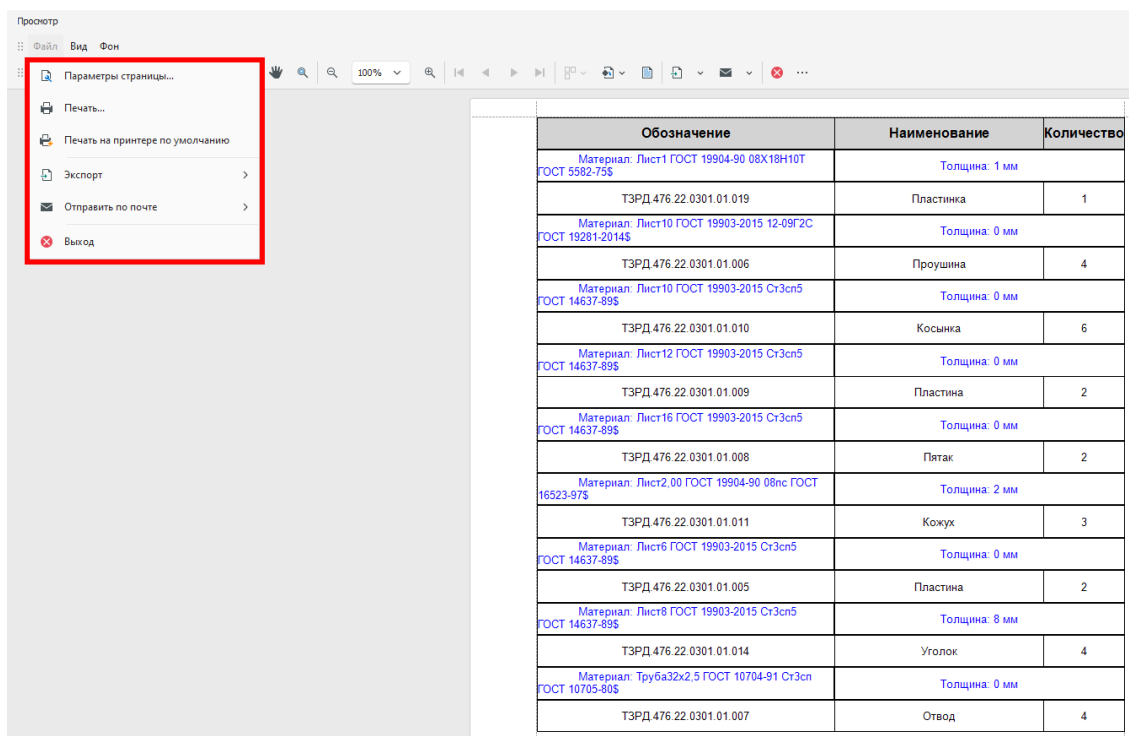 Просмотр
Файл Вид Фон
100%
Параметры страницы...
Печать...
Печать на принтере по умолчанию
Экспорт
Отправить по почте
Выход
Обозначение Наименование Количество
Материал: Лист1 ГОСТ 19904-90 08Х18Н10Т
ГОСТ 5582-75$ Толщина: 1 мм
ТЗРД.476.22.0301.01.019 Пластинка 1
Материал: Лист10 ГОСТ 19903-2015 12-09Г2С
ГОСТ 19281-2014$ Толщина: 0 мм
ТЗРД.476.22.0301.01.006 Проушина 4
Материал: Лист10 ГОСТ 19903-2015 Ст3сп5
ГОСТ 14637-89$ Толщина: 0 мм
ТЗРД.476.22.0301.01.010 Косынка 6
Материал: Лист12 ГОСТ 19903-2015 Ст3сп5
ГОСТ 14637-89$ Толщина: 0 мм
ТЗРД.476.22.0301.01.009 Пластина 2
Материал: Лист16 ГОСТ 19903-2015 Ст3сп5
ГОСТ 14637-89$ Толщина: 0 мм
ТЗРД.476.22.0301.01.008 Пятак 2
Материал: Лист2,00 ГОСТ 19904-90 08пс ГОСТ
16523-97$ Толщина: 2 мм
ТЗРД.476.22.0301.01.011 Кожух 3
Материал: Лист6 ГОСТ 19903-2015 Ст3сп5
ГОСТ 14637-89$ Толщина: 0 мм
ТЗРД.476.22.0301.01.005 Пластина 2
Материал: Лист8 ГОСТ 19903-2015 Ст3сп5
ГОСТ 14637-89$ Толщина: 8 мм
ТЗРД.476.22.0301.01.014 Уголок 4
Материал: Труба32х2,5 ГОСТ 10704-91 Ст3сп
ГОСТ 10705-80$ Толщина: 0 мм
ТЗРД.476.22.0301.01.007 Отвод 4